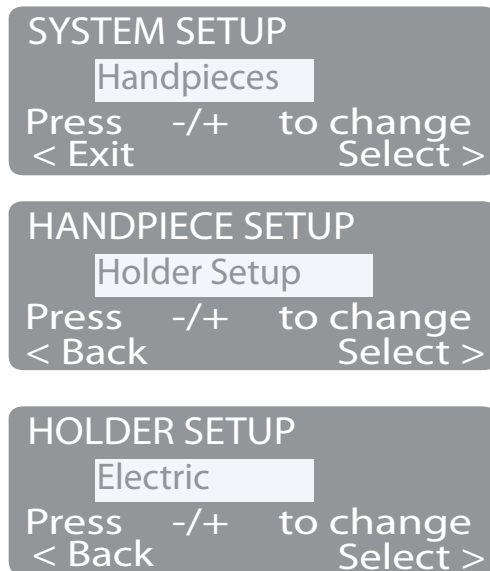 SYSTEM SETUP
Handpieces
Press -/+ to change
< Exit Select >
HANDPIECE SETUP
Holder Setup
Press -/+ to change
< Back Select >
HOLDER SETUP
Electric
Press -/+ to change
< Back Select >